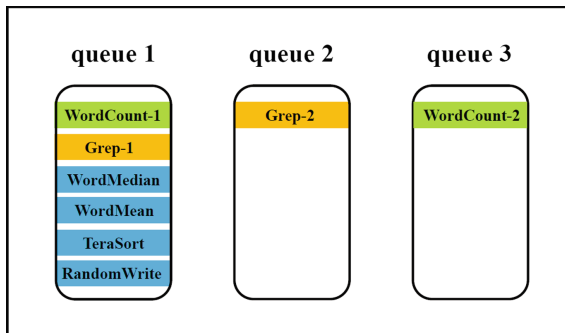 queue 1
queue 2
queue 3
WordCount-1
Grep-1
WordMedian
WordMean
TeraSort
RandomWrite
Grep-2
WordCount-2